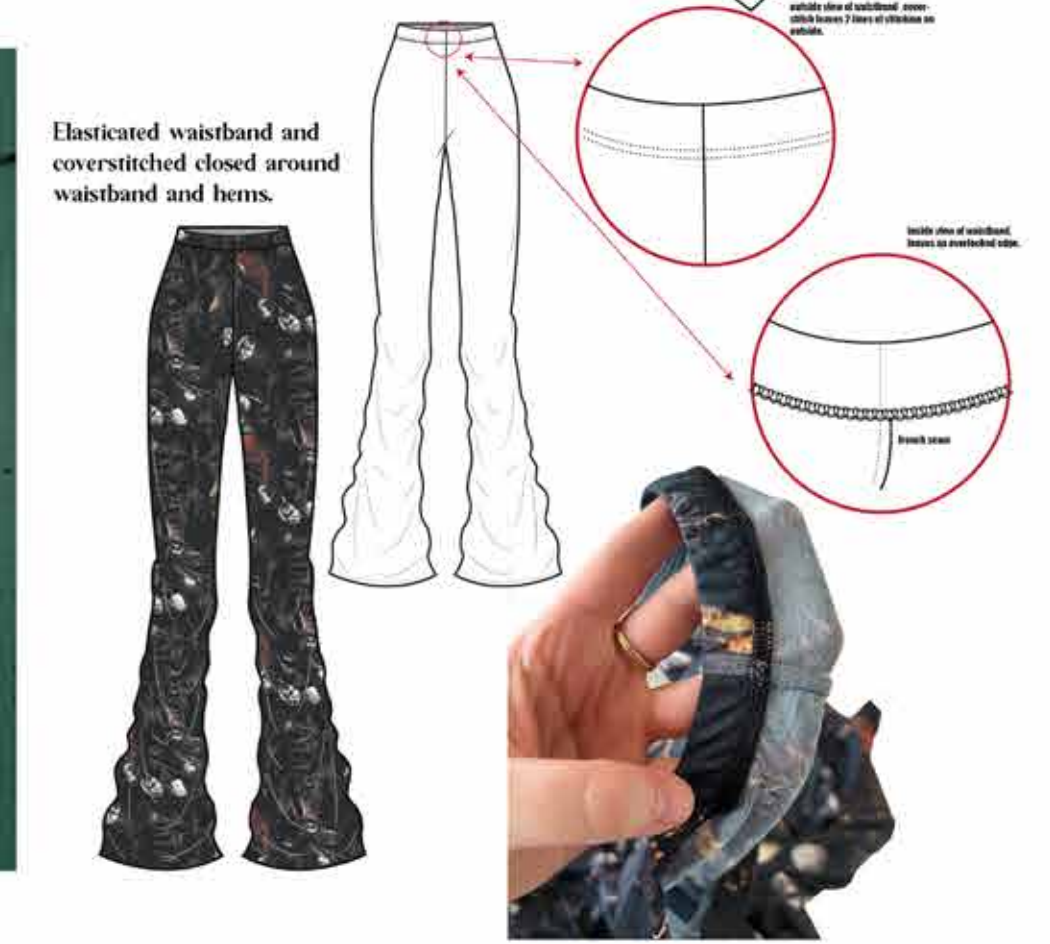 outside view of waistband ,cover-
stitch leaves 2 lines of stitching on
outside.
Elasticated waistband and
coverstitched closed around
waistband and hems.
inside view of waistband,
leaves an overlocked edge.
french seam